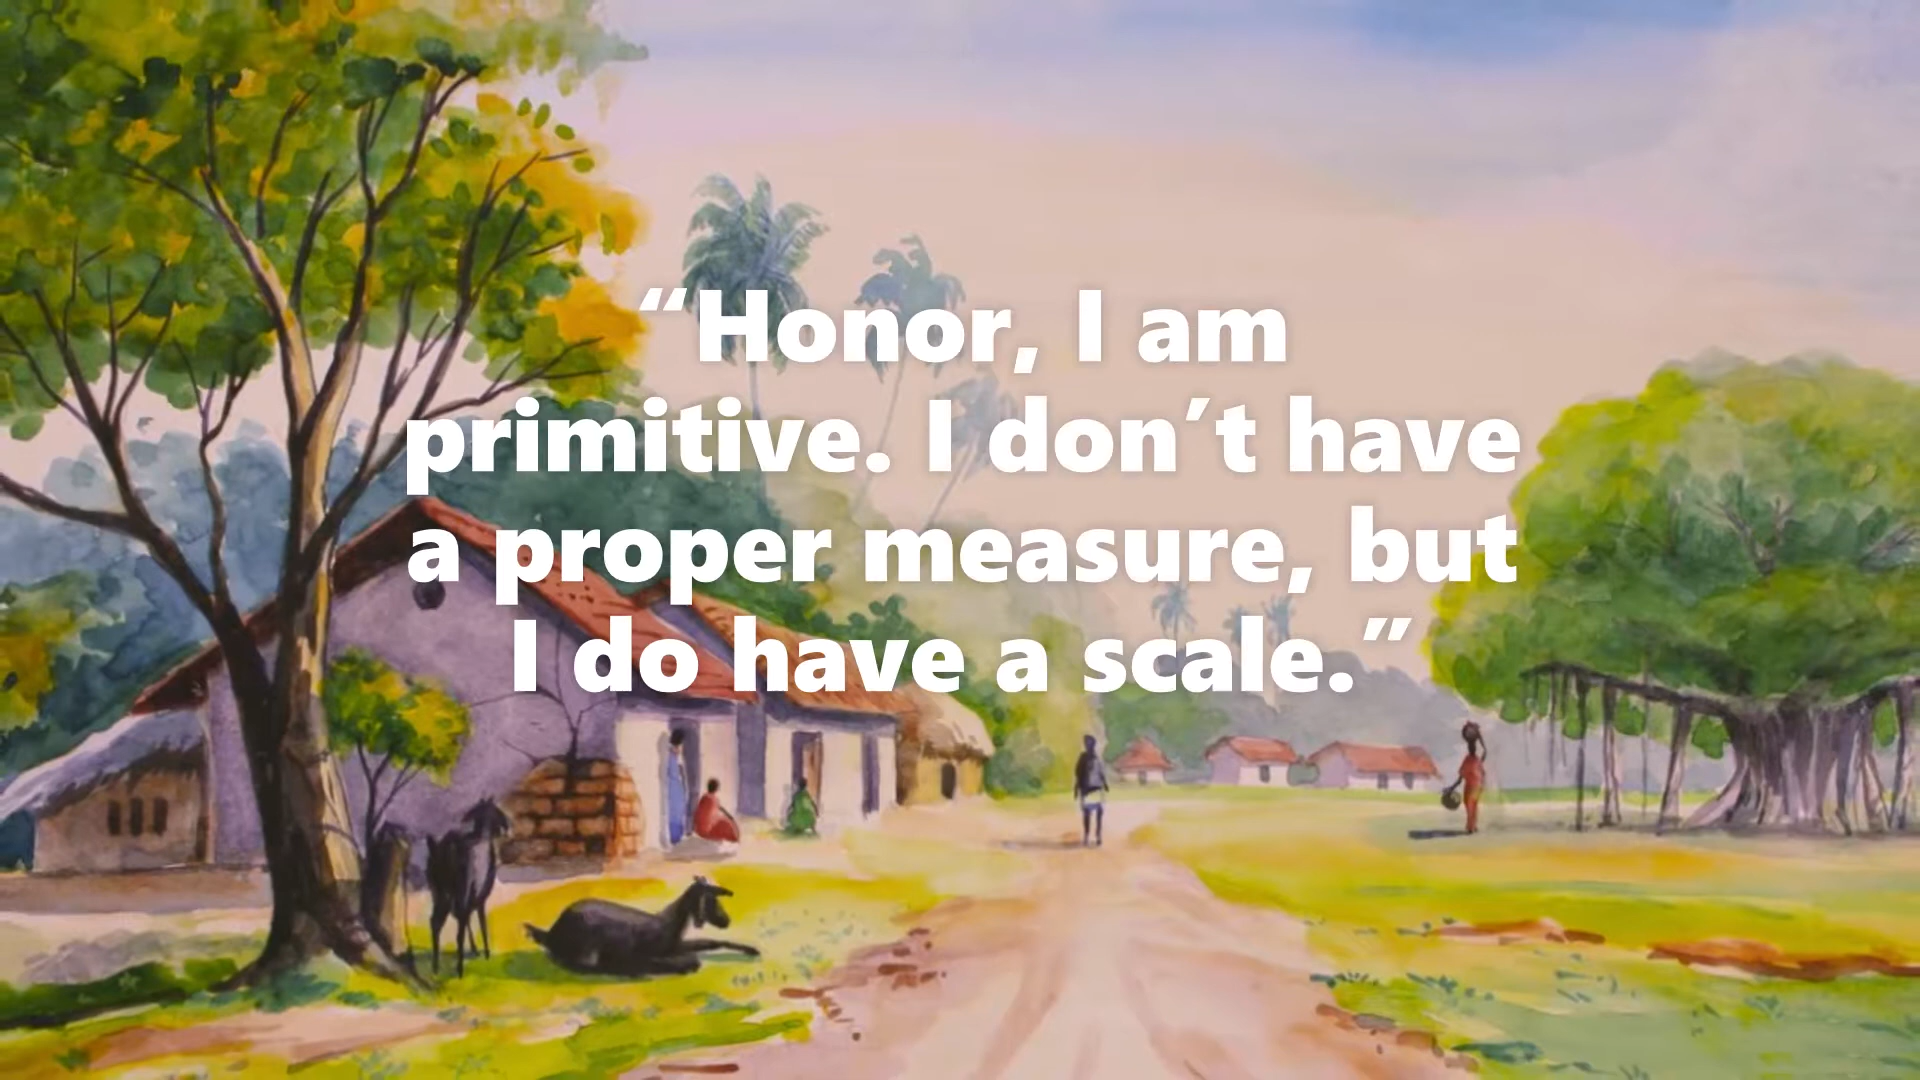 “Honor, I am
primitive. I don′t have
a proper measure, but
I do have a scale.”